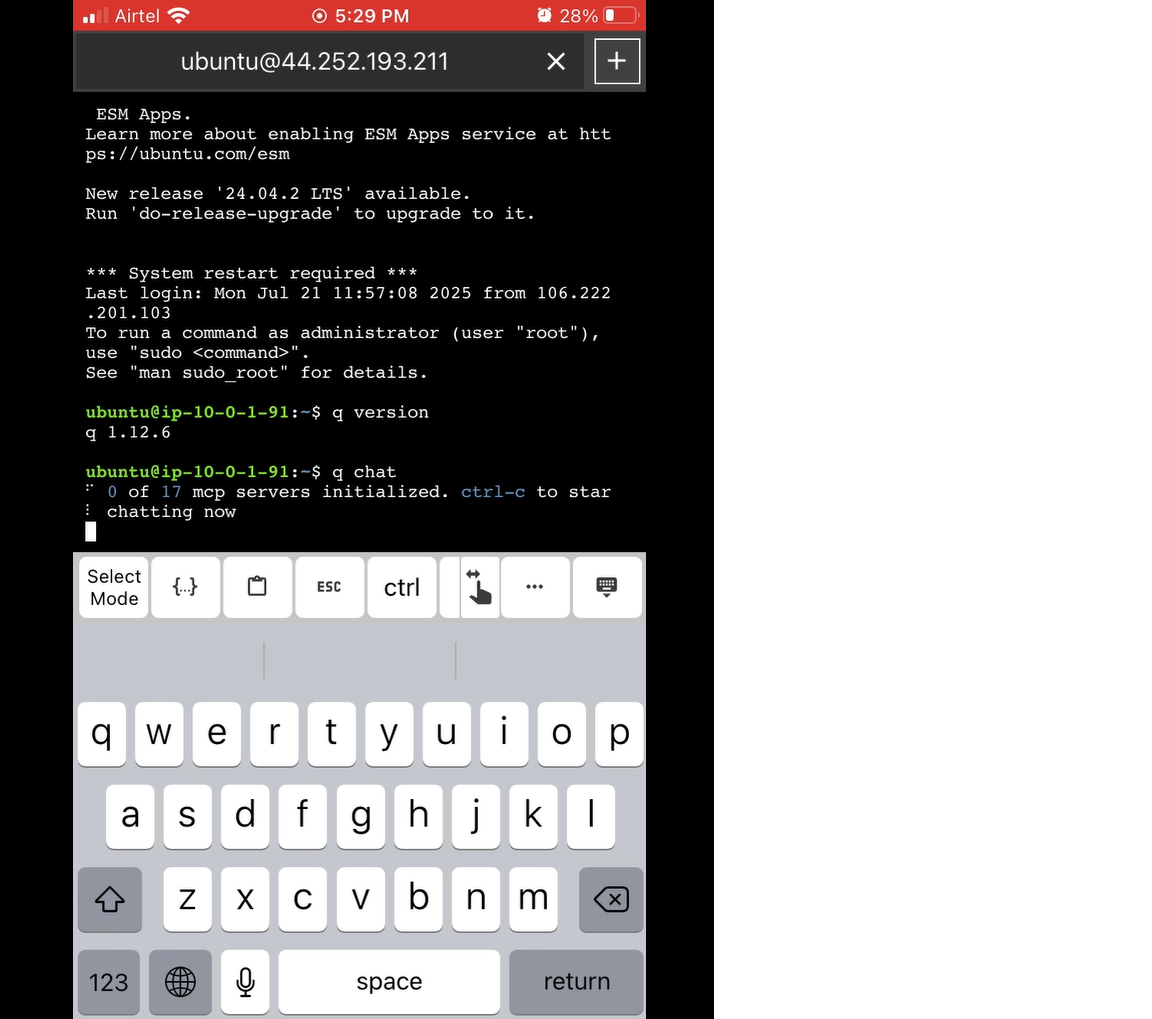 Airtel 5:29 PM 28%
ubuntu@44.252.193.211 × +
ESM Apps.
Learn more about enabling ESM Apps service at htt
ps://ubuntu.com/esm
New release '24.04.2 LTS' available.
Run 'do-release-upgrade' to upgrade to it.
*** System restart required ***
Last login: Mon Jul 21 11:57:08 2025 from 106.222
.201.103
To run a command as administrator (user "root"),
use "sudo <command>".
See "man sudo_root" for details.
ubuntu@ip-10-0-1-91:~$ q version
q 1.12.6
ubuntu@ip-10-0-1-91:~$ q chat
0 of 17 mcp servers initialized. ctrl-c to star
chatting now
Select
Mode
{...} ESC ctrl ...
q w e r t y u i o p
a s d f g h j k l
z x c v b n m
123 space return